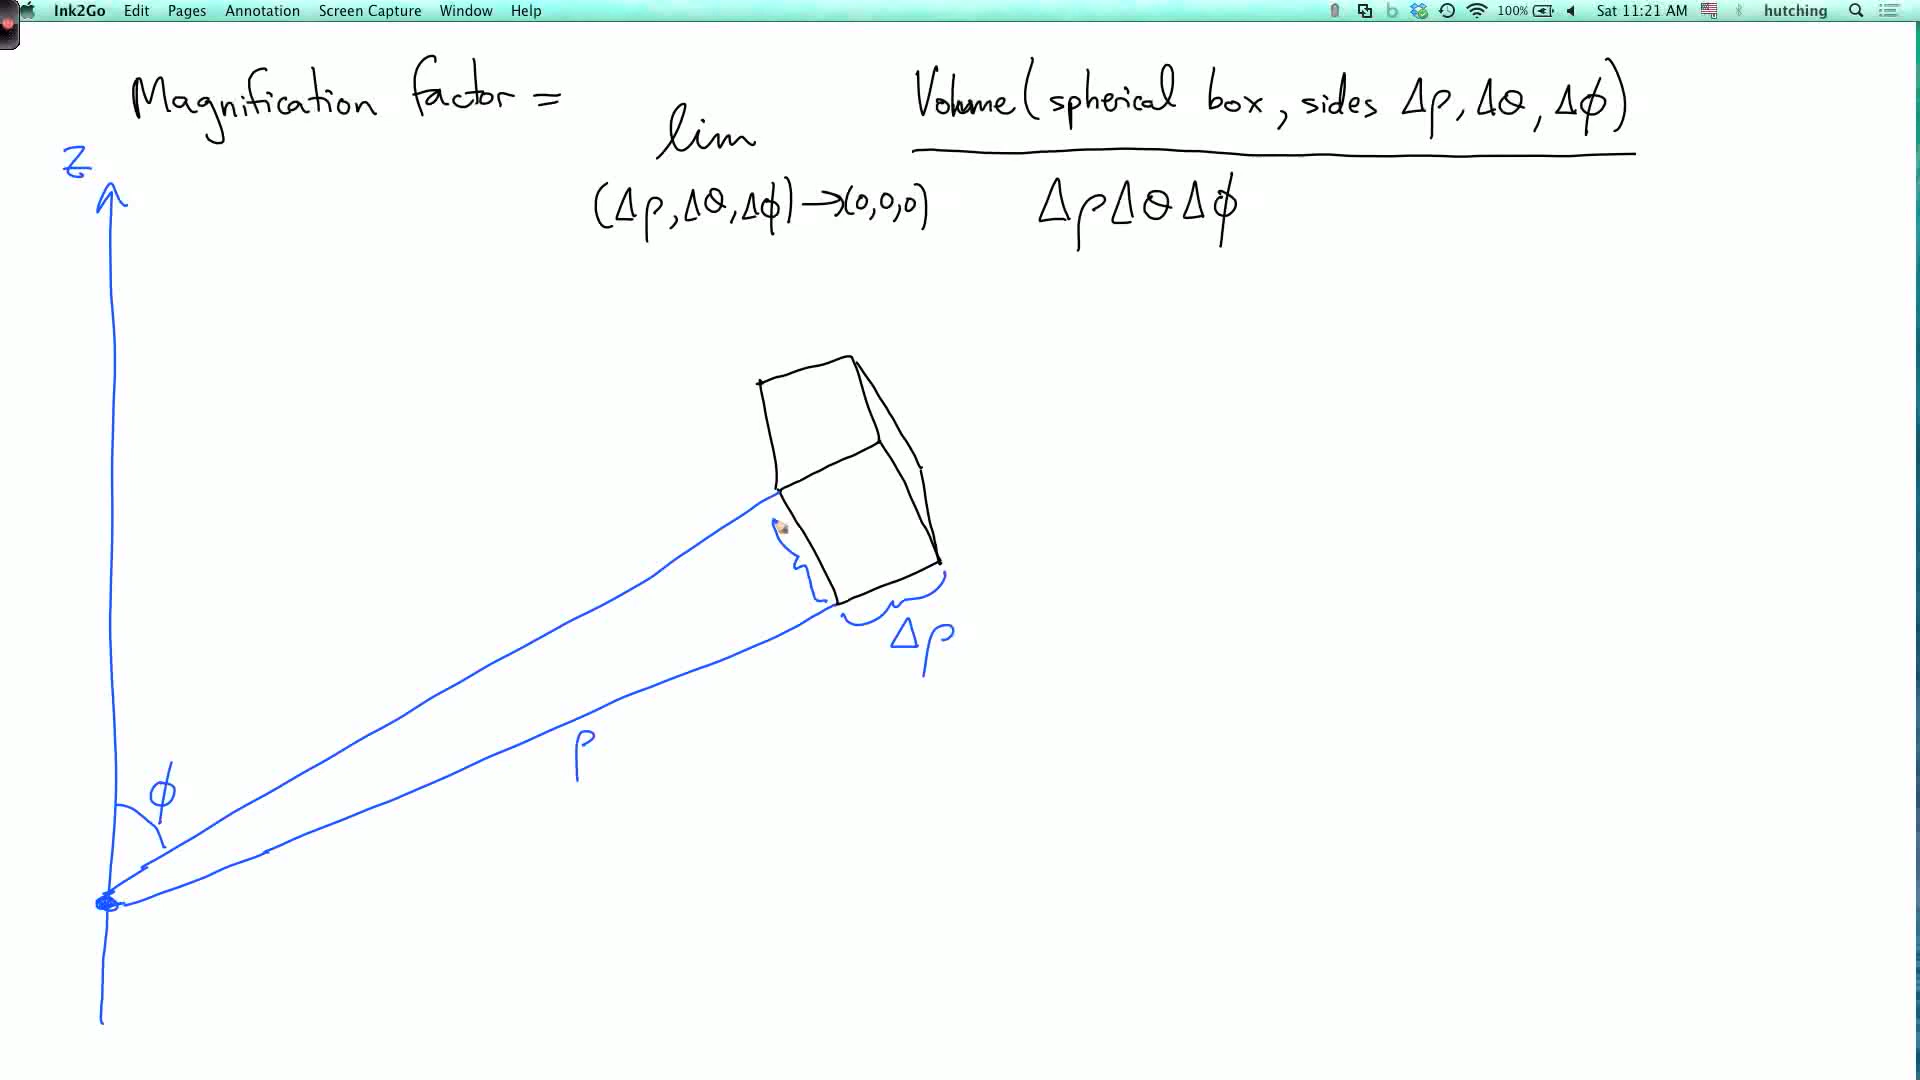 Ink2Go Edit Pages Annotation Screen Capture Window Help 100% Sat 11:21 AM hutching
Magnification factor = lim Volume (spherical box, sides Δρ, Δθ, Δϕ)
(Δρ, Δθ, Δϕ) → (0,0,0) ΔρΔθΔϕ
z
Δρ
ρ
ϕ